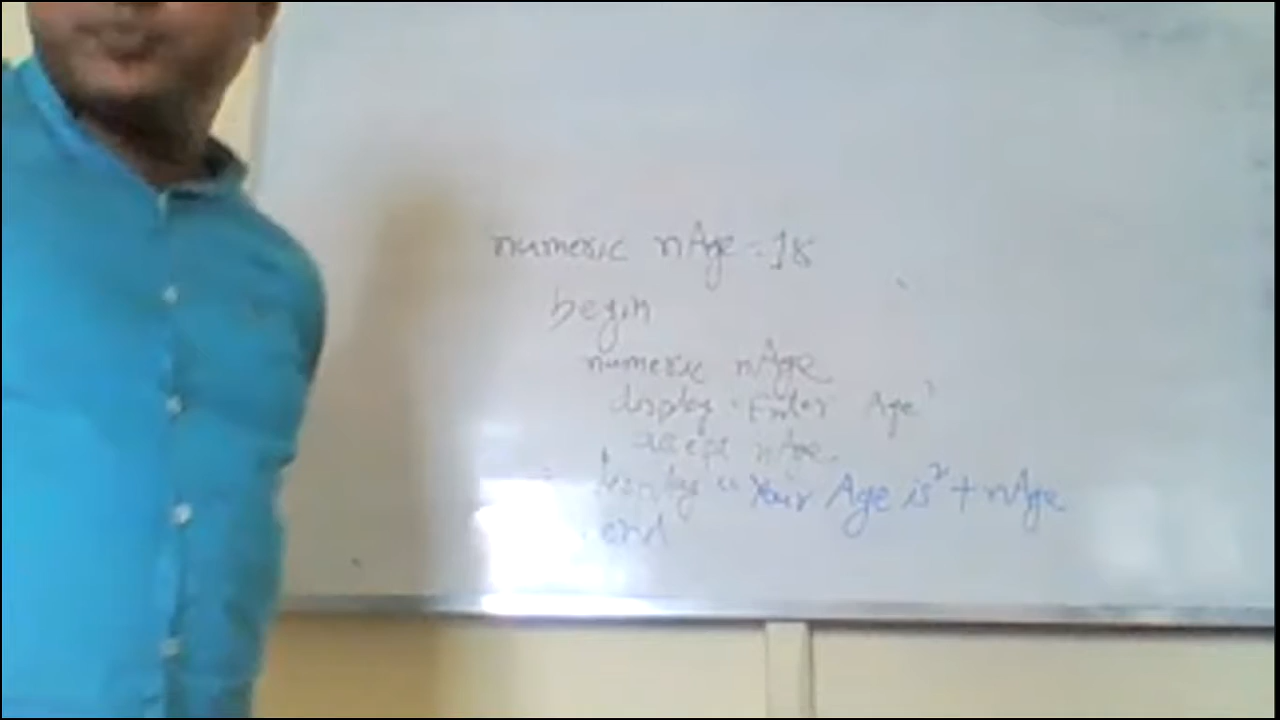 numeric nAge = 18
begin
numeric nAge
display "Enter Age"
accept nAge
display "Your Age is" + nAge
end